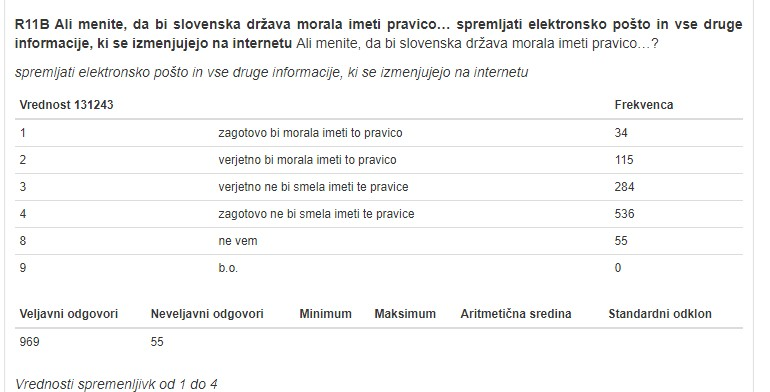 R11B Ali menite, da bi slovenska država morala imeti pravico… spremljati elektronsko pošto in vse druge
informacije, ki se izmenjujejo na internetu Ali menite, da bi slovenska država morala imeti pravico…?
spremljati elektronsko pošto in vse druge informacije, ki se izmenjujejo na internetu
Vrednost 131243 Frekvenca
1 zagotovo bi morala imeti to pravico 34
2 verjetno bi morala imeti to pravico 115
3 verjetno ne bi smela imeti te pravice 284
4 zagotovo ne bi smela imeti te pravice 536
8 ne vem 55
9 b.o. 0
Veljavni odgovori Neveljavni odgovori Minimum Maksimum Aritmetična sredina Standardni odklon
969 55
Vrednosti spremenljivk od 1 do 4